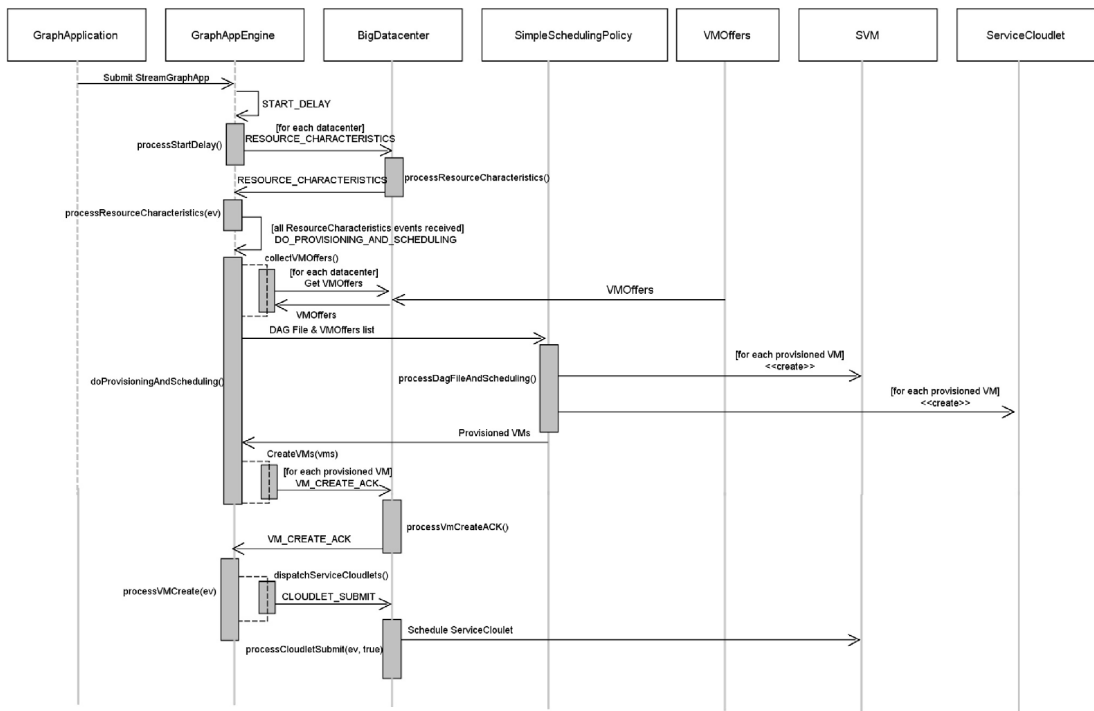 GraphApplication
GraphAppEngine
BigDatacenter
SimpleSchedulingPolicy
VMOffers
SVM
ServiceCloudlet
Submit StreamGraphApp
START_DELAY
[for each datacenter]
RESOURCE_CHARACTERISTICS
processStartDelay()
RESOURCE_CHARACTERISTICS
processResourceCharacteristics()
processResourceCharacteristics(ev)
[all ResourceCharacteristics events received]
DO_PROVISIONING_AND_SCHEDULING
collectVMOffers()
[for each datacenter]
Get VMOffers
VMOffers
VMOffers
DAG File & VMOffers list
[for each provisioned VM]
<<create>>
doProvisioningAndScheduling()
processDagFileAndScheduling()
[for each provisioned VM]
<<create>>
Provisioned VMs
CreateVMs(vms)
[for each provisioned VM]
VM_CREATE_ACK
processVmCreateACK()
VM_CREATE_ACK
dispatchServiceCloudlets()
processVMCreate(ev)
CLOUDLET_SUBMIT
Schedule ServiceCloulet
processCloudletSubmit(ev, true)